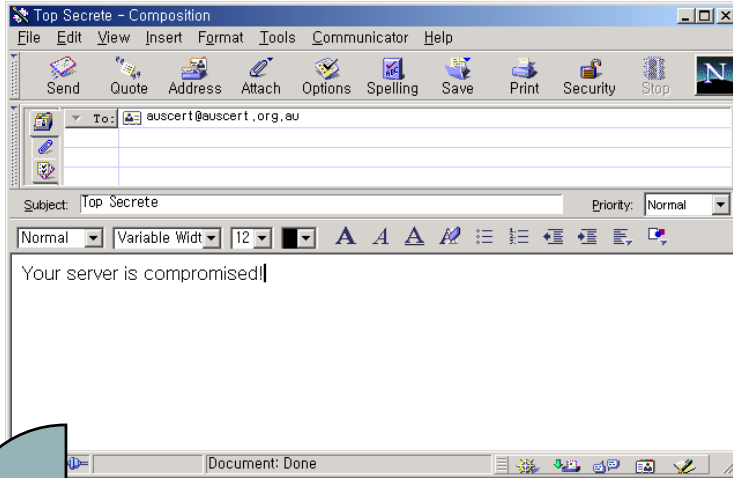 Top Secrete - Composition
File Edit View Insert Format Tools Communicator Help
Send Quote Address Attach Options Spelling Save Print Security Stop N
To: auscert@auscert.org.au
Subject: Top Secrete Priority: Normal
Normal Variable Widt 12 A A A
Your server is compromised!
Document: Done